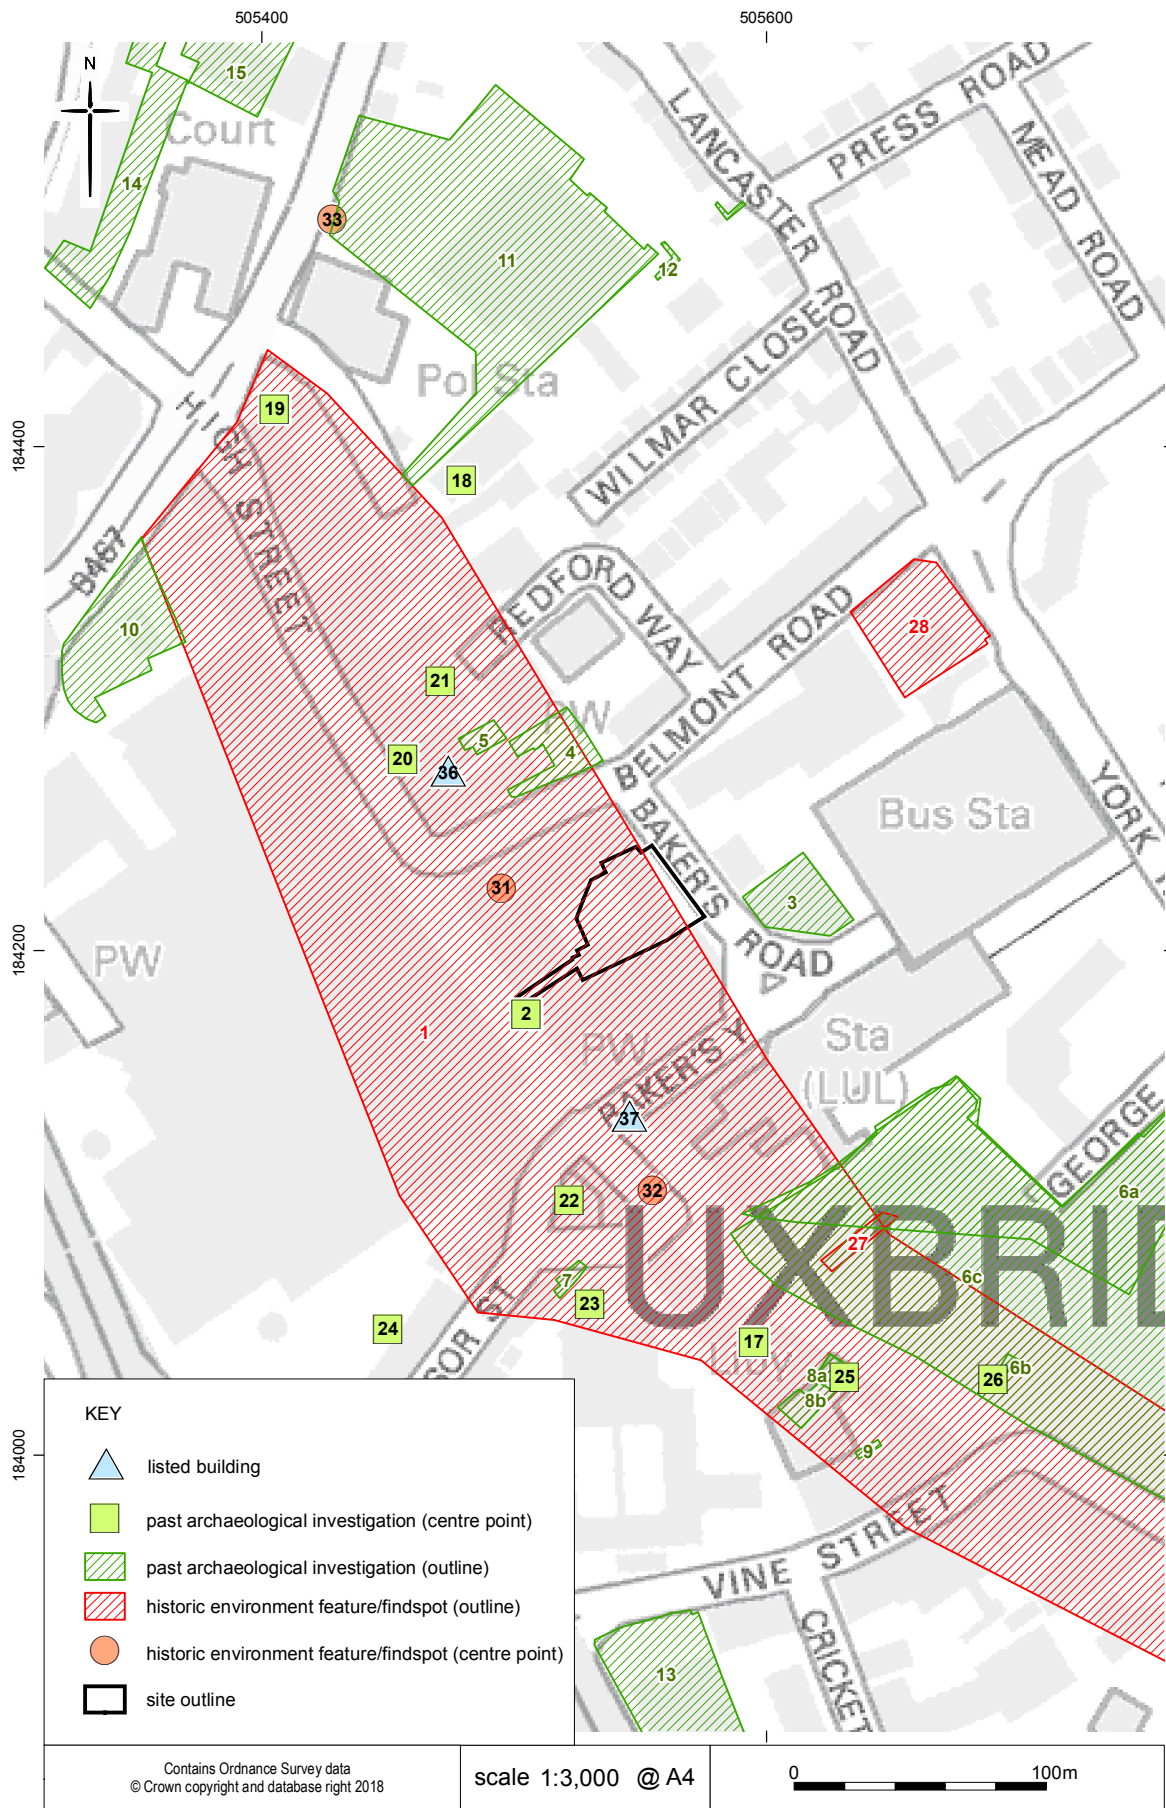 505400
505600
N
15
Court
14
33
11
12
LANCASTER ROAD
PRESS ROAD
MEAD ROAD
WILMAR CLOSE
Pol Sta
19
18
184400
HIGH STREET
B467
10
REDFORD WAY
BELMONT ROAD
28
21
PW
5
4
20
36
BAKER'S ROAD
Bus Sta
YORK
31
3
184200
PW
2
1
PW
BAKER'S Y
Sta
(LUL)
37
GEORGE
22
32
6a
UXBRID
27
6c
7
23
24
SOR ST
17
Liby
8a
25
8b
26
6b
9
184000
VINE STREET
CRICKET
13
KEY
listed building
past archaeological investigation (centre point)
past archaeological investigation (outline)
historic environment feature/findspot (outline)
historic environment feature/findspot (centre point)
site outline
Contains Ordnance Survey data
© Crown copyright and database right 2018
scale 1:3,000 @ A4
0
100m